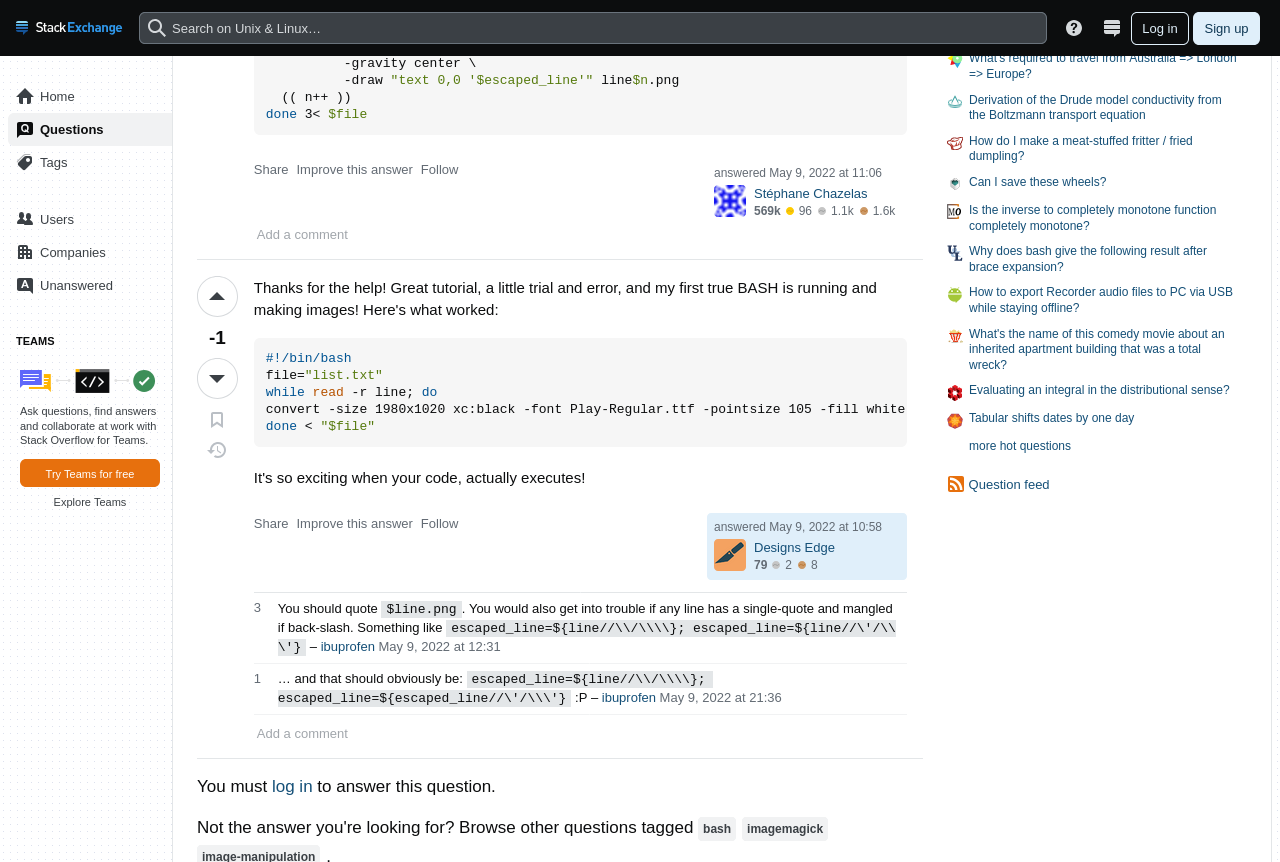 StackExchange
Search on Unix & Linux…
Log in
Sign up
Home
Questions
Tags
Users
Companies
Unanswered
TEAMS
Ask questions, find answers
and collaborate at work with
Stack Overflow for Teams.
Try Teams for free
Explore Teams
-gravity center \
-draw "text 0,0 '$escaped_line'" line$n.png
(( n++ ))
done 3< $file
Share Improve this answer Follow
answered May 9, 2022 at 11:06
Stéphane Chazelas
569k 96 1.1k 1.6k
Add a comment
-1
Thanks for the help! Great tutorial, a little trial and error, and my first true BASH is running and
making images! Here's what worked:
#!/bin/bash
file="list.txt"
while read -r line; do
convert -size 1980x1020 xc:black -font Play-Regular.ttf -pointsize 105 -fill white
done < "$file"
It's so exciting when your code, actually executes!
Share Improve this answer Follow
answered May 9, 2022 at 10:58
Designs Edge
79 2 8
3
You should quote $line.png . You would also get into trouble if any line has a single-quote and mangled
if back-slash. Something like escaped_line=${line//\\/\\\\}; escaped_line=${line//\'/\\
\'} – ibuprofen May 9, 2022 at 12:31
1
… and that should obviously be: escaped_line=${line//\\/\\\\};
escaped_line=${escaped_line//\'/\\\'} :P – ibuprofen May 9, 2022 at 21:36
Add a comment
You must log in to answer this question.
Not the answer you're looking for? Browse other questions tagged bash imagemagick
image-manipulation .
What's required to travel from Australia => London
=> Europe?
Derivation of the Drude model conductivity from
the Boltzmann transport equation
How do I make a meat-stuffed fritter / fried
dumpling?
Can I save these wheels?
Is the inverse to completely monotone function
completely monotone?
Why does bash give the following result after
brace expansion?
How to export Recorder audio files to PC via USB
while staying offline?
What's the name of this comedy movie about an
inherited apartment building that was a total
wreck?
Evaluating an integral in the distributional sense?
Tabular shifts dates by one day
more hot questions
Question feed